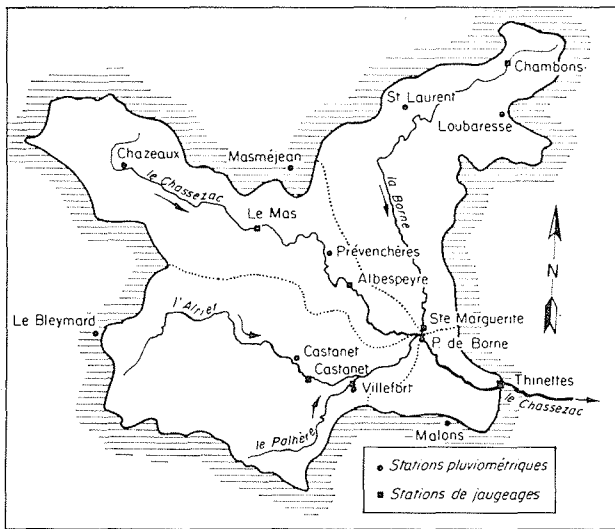 Chambons
St Laurent
Loubaresse
Chazeaux
Masméjean
le Chassezac
la Borne
Le Mas
Prévenchères
Albespeyre
N
l'Altier
Ste Marguerite
P. de Borne
Le Bleymard
Castanet
Castanet
Thinettes
Villefort
le Chassezac
le Palhère
Malons
Stations pluviométriques
Stations de jaugeages